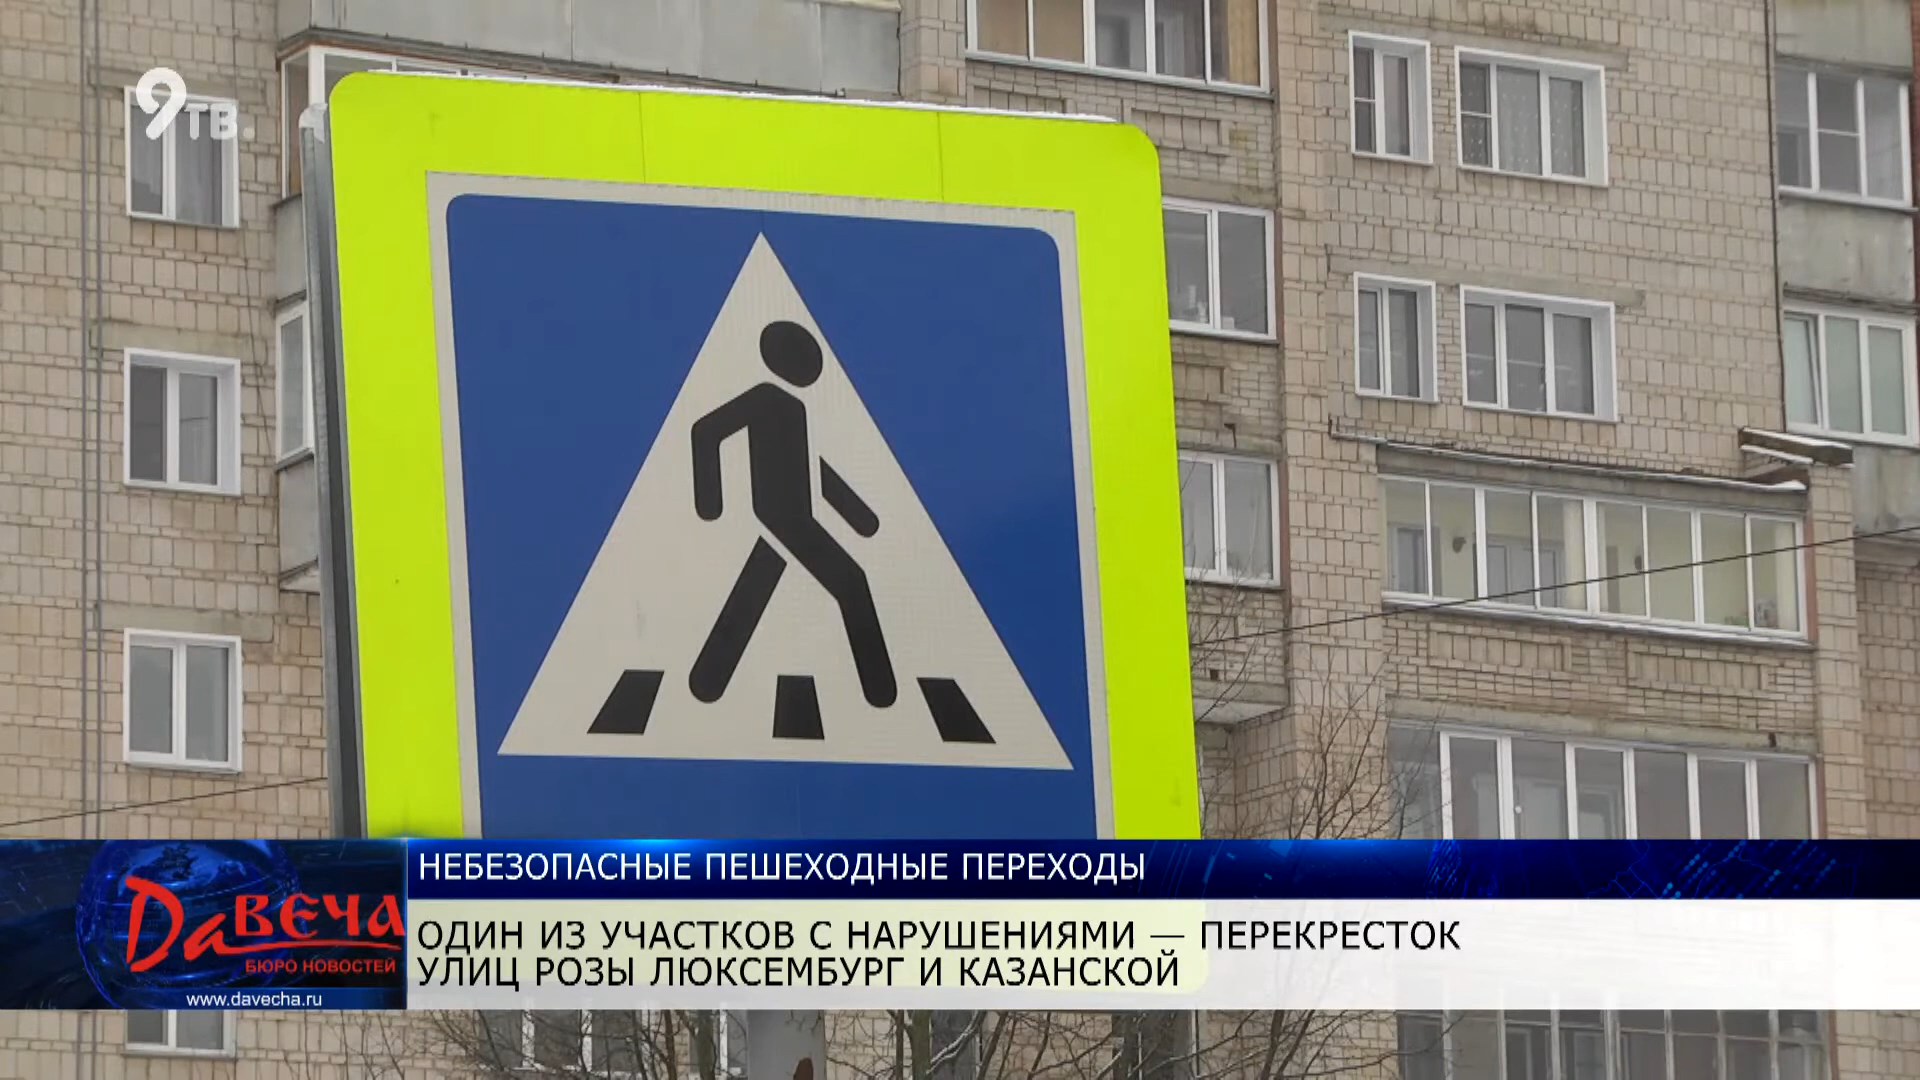 9ТВ.
НЕБЕЗОПАСНЫЕ ПЕШЕХОДНЫЕ ПЕРЕХОДЫ
ДаВЕЧА
БЮРО НОВОСТЕЙ
www.davecha.ru
ОДИН ИЗ УЧАСТКОВ С НАРУШЕНИЯМИ — ПЕРЕКРЕСТОК
УЛИЦ РОЗЫ ЛЮКСЕМБУРГ И КАЗАНСКОЙ